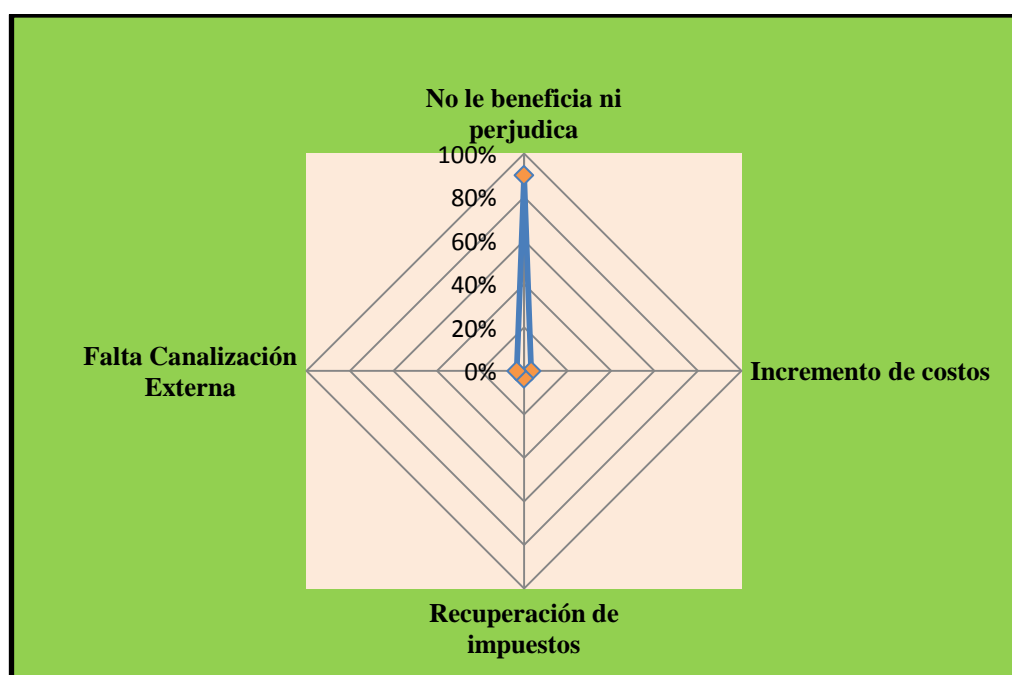 No le beneficia ni
perjudica
100%
80%
60%
40%
20%
0%
Falta Canalización
Externa
Incremento de costos
Recuperación de
impuestos